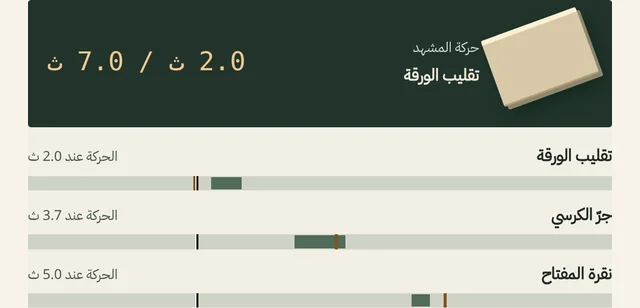 حركة المشهد
تقليب الورقة
2.0 ث / 7.0 ث
تقليب الورقة
الحركة عند 2.0 ث
جرّ الكرسي
الحركة عند 3.7 ث
نقرة المفتاح
الحركة عند 5.0 ث